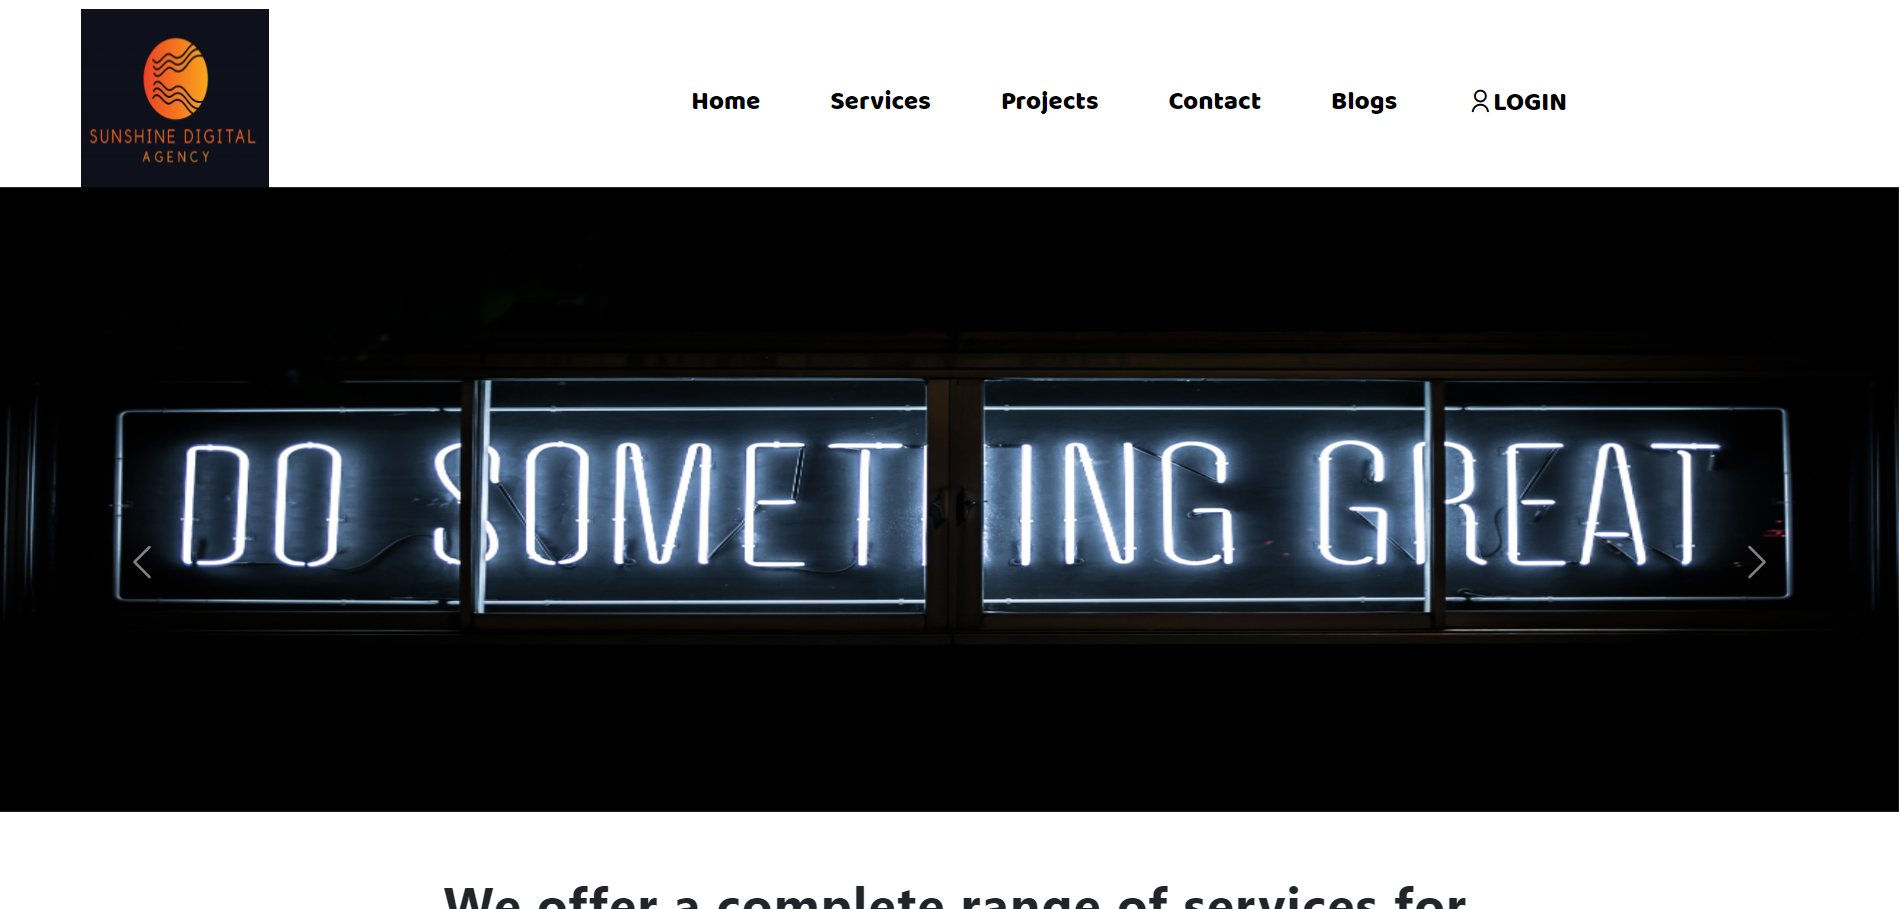 SUNSHINE DIGITAL
AGENCY
Home Services Projects Contact Blogs LOGIN
DO SOMETHING GREAT
We offer a complete range of services for